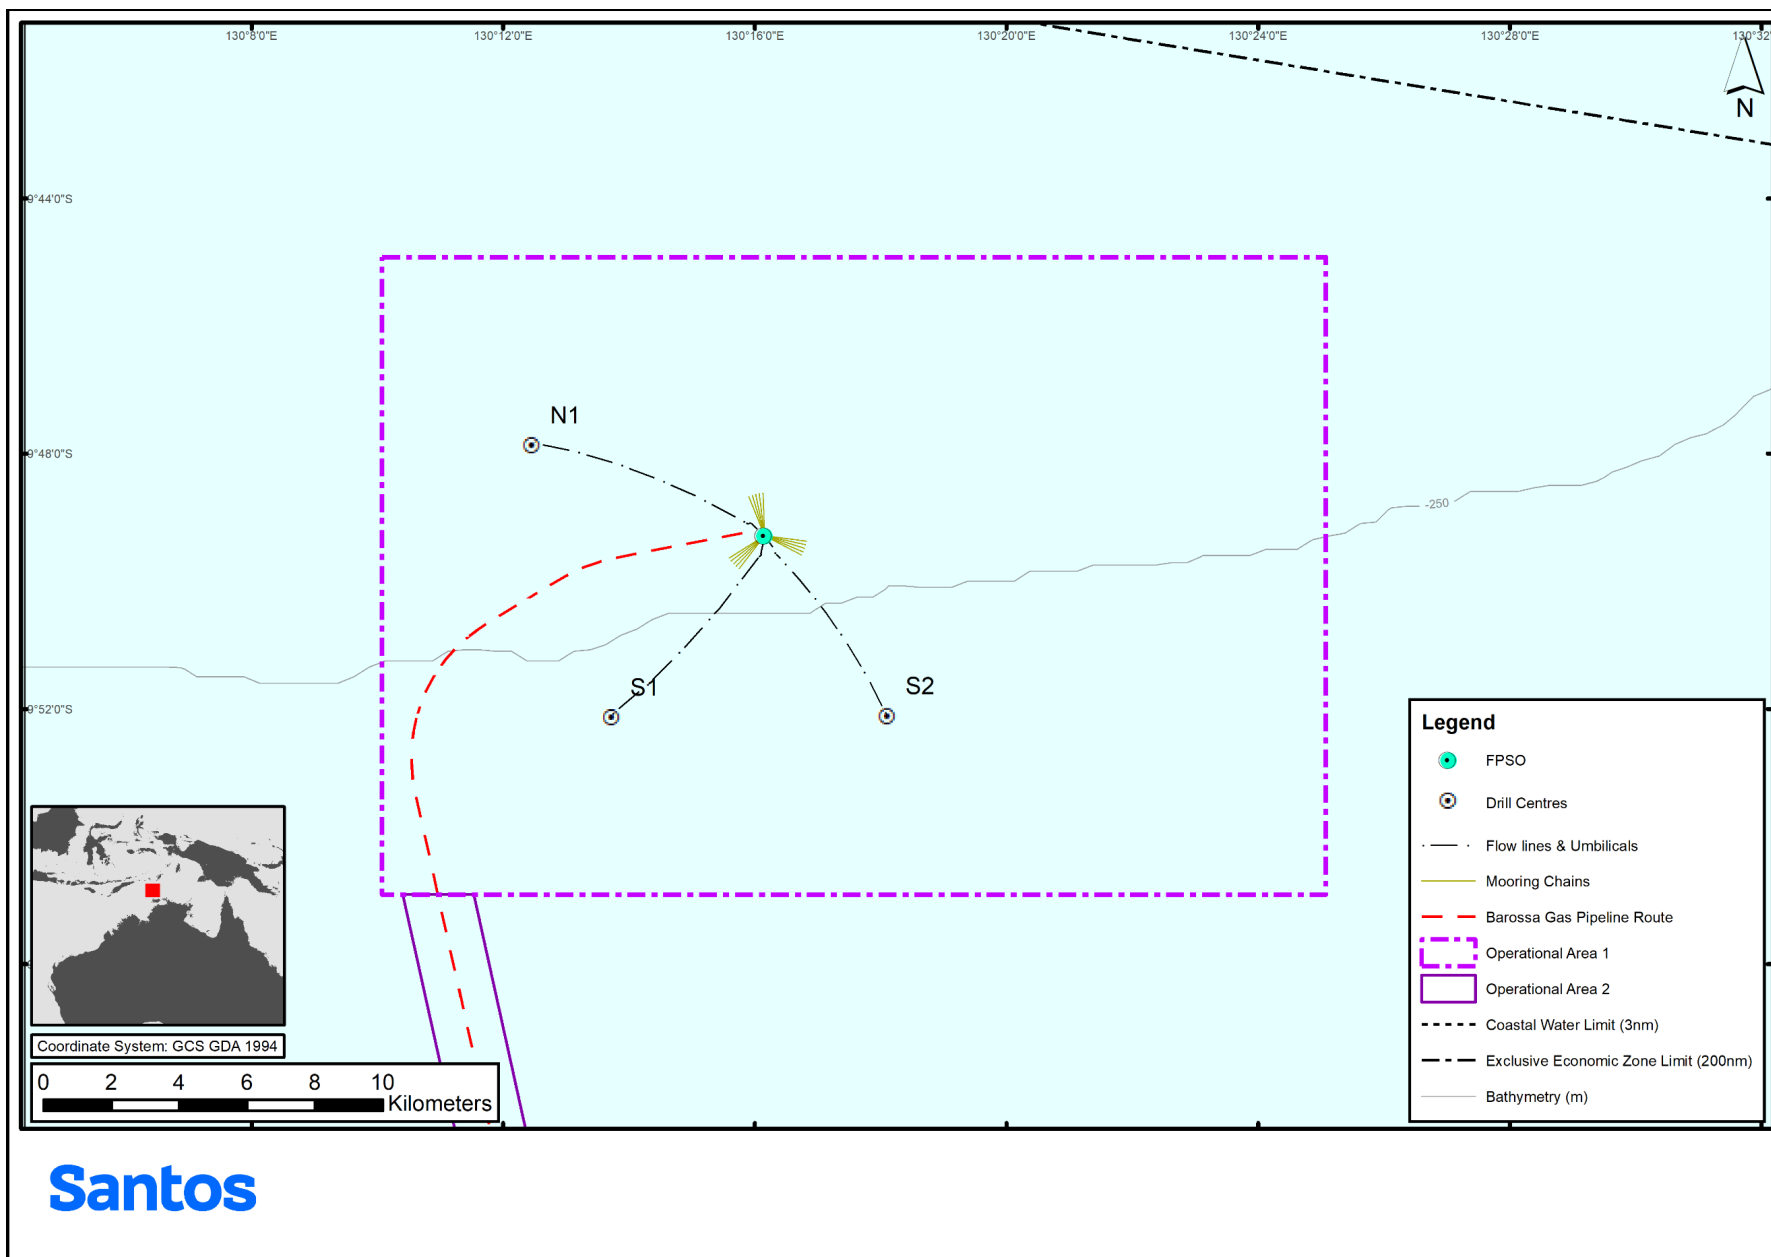 130°8'0"E
130°12'0"E
130°16'0"E
130°20'0"E
130°24'0"E
130°28'0"E
130°32'
N
9°44'0"S
9°48'0"S
9°52'0"S
N1
-250
S1
S2
Legend
FPSO
Drill Centres
Flow lines & Umbilicals
Mooring Chains
Barossa Gas Pipeline Route
Operational Area 1
Operational Area 2
Coastal Water Limit (3nm)
Exclusive Economic Zone Limit (200nm)
Bathymetry (m)
Coordinate System: GCS GDA 1994
0 2 4 6 8 10
Kilometers
Santos